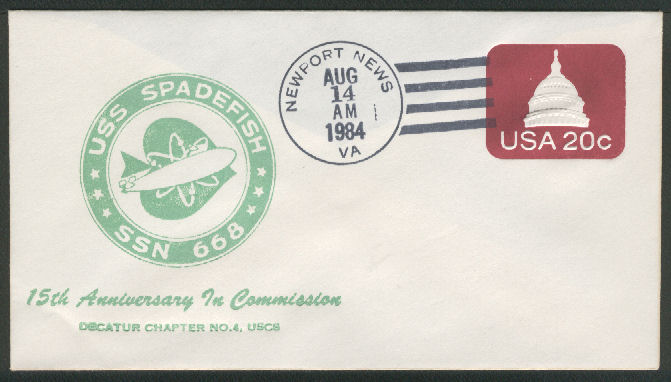 USS SPADEFISH
SSN 668
NEWPORT NEWS
AUG
14
AM
1984
VA
USA 20c
15th Anniversary In Commission
DECATUR CHAPTER NO.4, USCS